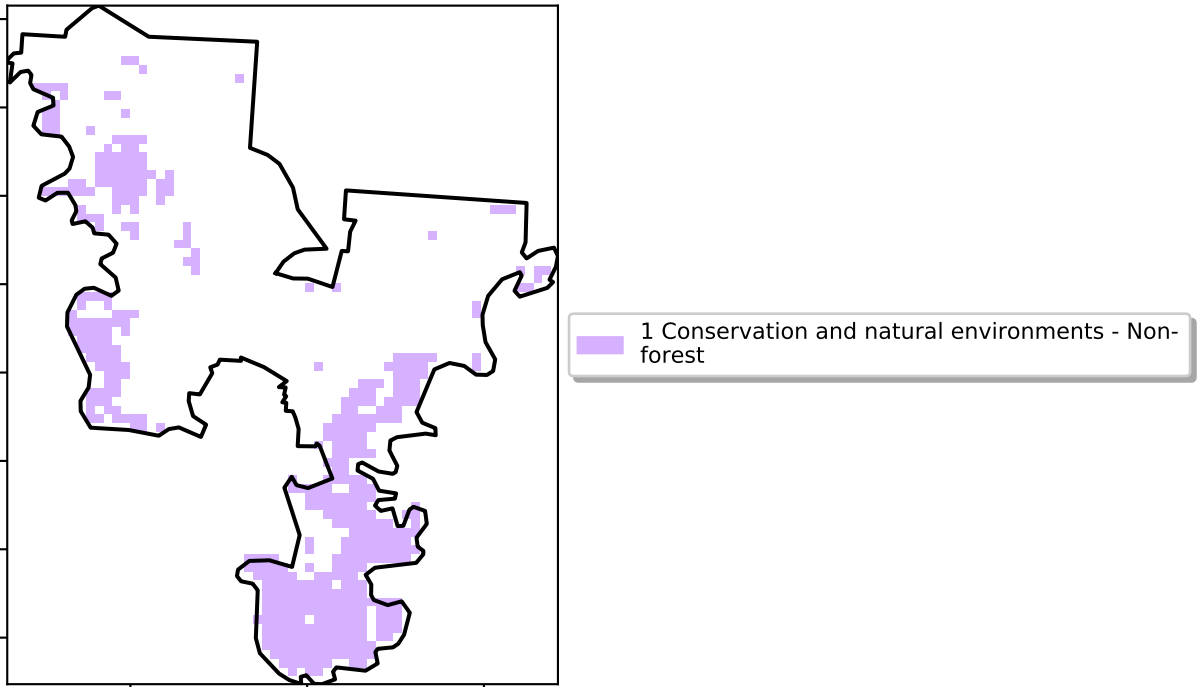 1 Conservation and natural environments - Non-
forest